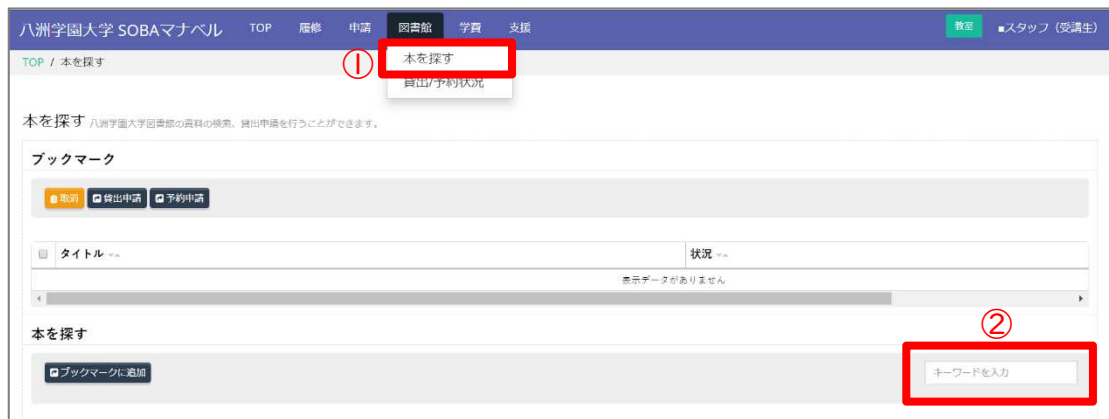 八洲学園大学 SOBAマナベル TOP 履修 申請 図書館 学費 支援 教室 ■スタッフ（受講生）
TOP / 本を探す
① 本を探す
貸出/予約状況
本を探す 八洲学園大学図書館の資料の検索、貸出申請を行うことができます。
ブックマーク
取消 貸出申請 予約申請
タイトル 状況
表示データがありません
本を探す
②
ブックマークに追加 キーワードを入力